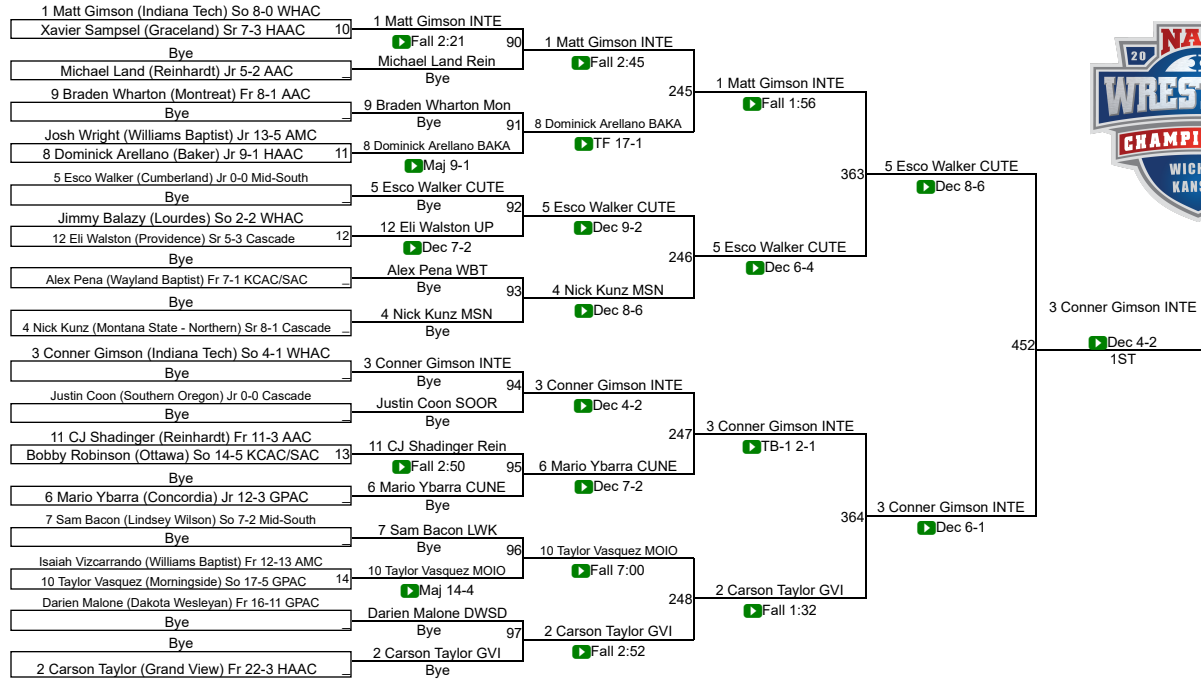 1 Matt Gimson (Indiana Tech) So 8-0 WHAC
Xavier Sampsel (Graceland) Sr 7-3 HAAC 10
Bye
Michael Land (Reinhardt) Jr 5-2 AAC _
9 Braden Wharton (Montreat) Fr 8-1 AAC
Bye _
Josh Wright (Williams Baptist) Jr 13-5 AMC
8 Dominick Arellano (Baker) Jr 9-1 HAAC 11
5 Esco Walker (Cumberland) Jr 0-0 Mid-South
Bye _
Jimmy Balazy (Lourdes) So 2-2 WHAC
12 Eli Walston (Providence) Sr 5-3 Cascade 12
Bye
Alex Pena (Wayland Baptist) Fr 7-1 KCAC/SAC _
Bye
4 Nick Kunz (Montana State - Northern) Sr 8-1 Cascade _
3 Conner Gimson (Indiana Tech) So 4-1 WHAC
Bye _
Justin Coon (Southern Oregon) Jr 0-0 Cascade
Bye _
11 CJ Shadinger (Reinhardt) Fr 11-3 AAC
Bobby Robinson (Ottawa) So 14-5 KCAC/SAC 13
Bye
6 Mario Ybarra (Concordia) Jr 12-3 GPAC _
7 Sam Bacon (Lindsey Wilson) So 7-2 Mid-South
Bye _
Isaiah Vizcarrando (Williams Baptist) Fr 12-13 AMC
10 Taylor Vasquez (Morningside) So 17-5 GPAC 14
Darien Malone (Dakota Wesleyan) Fr 16-11 GPAC
Bye _
Bye
2 Carson Taylor (Grand View) Fr 22-3 HAAC _
1 Matt Gimson INTE
Fall 2:21
90
Michael Land Rein
Bye
9 Braden Wharton Mon
Bye
91
8 Dominick Arellano BAKA
Maj 9-1
5 Esco Walker CUTE
Bye
92
12 Eli Walston UP
Dec 7-2
Alex Pena WBT
Bye
93
4 Nick Kunz MSN
Bye
3 Conner Gimson INTE
Bye
94
Justin Coon SOOR
Bye
11 CJ Shadinger Rein
Fall 2:50
95
6 Mario Ybarra CUNE
Bye
7 Sam Bacon LWK
Bye
96
10 Taylor Vasquez MOIO
Maj 14-4
Darien Malone DWSD
Bye
97
2 Carson Taylor GVI
Bye
1 Matt Gimson INTE
Fall 2:45
245
8 Dominick Arellano BAKA
TF 17-1
5 Esco Walker CUTE
Dec 9-2
246
4 Nick Kunz MSN
Dec 8-6
3 Conner Gimson INTE
Dec 4-2
247
6 Mario Ybarra CUNE
Dec 7-2
10 Taylor Vasquez MOIO
Fall 7:00
248
2 Carson Taylor GVI
Fall 2:52
1 Matt Gimson INTE
Fall 1:56
363
5 Esco Walker CUTE
Dec 6-4
3 Conner Gimson INTE
TB-1 2-1
364
2 Carson Taylor GVI
Fall 1:32
5 Esco Walker CUTE
Dec 8-6
452
3 Conner Gimson INTE
Dec 6-1
3 Conner Gimson INTE
Dec 4-2
1ST
NA
20
WREST
CHAMPI
WICH
KANS